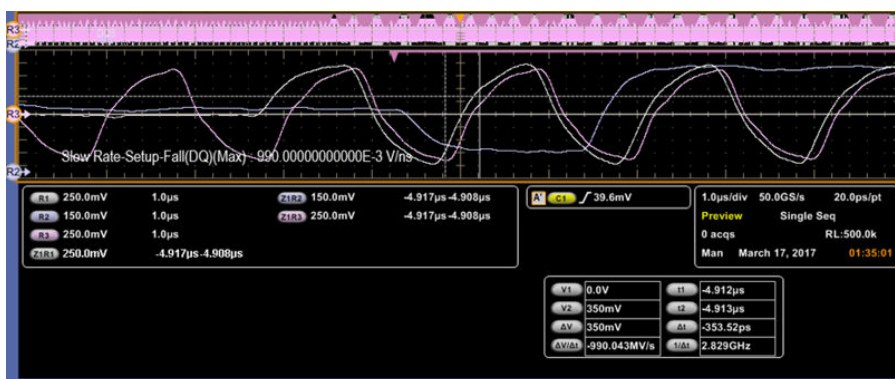 R3
R2
R3
Slow Rate-Setup-Fall(DQ)(Max) -990.00000000000E-3 V/ns
R2
R1 250.0mV 1.0µs Z1R2 150.0mV -4.917µs -4.908µs
R2 150.0mV 1.0µs Z1R3 250.0mV -4.917µs -4.908µs
R3 250.0mV 1.0µs
Z1R1 250.0mV -4.917µs -4.908µs
A' C1 39.6mV
1.0µs/div 50.0GS/s 20.0ps/pt
Preview Single Seq
0 acqs RL:500.0k
Man March 17, 2017 01:35:01
V1 0.0V t1 -4.912µs
V2 350mV t2 -4.913µs
ΔV 350mV Δt -353.52ps
ΔV/Δt -990.043MV/s 1/Δt 2.829GHz